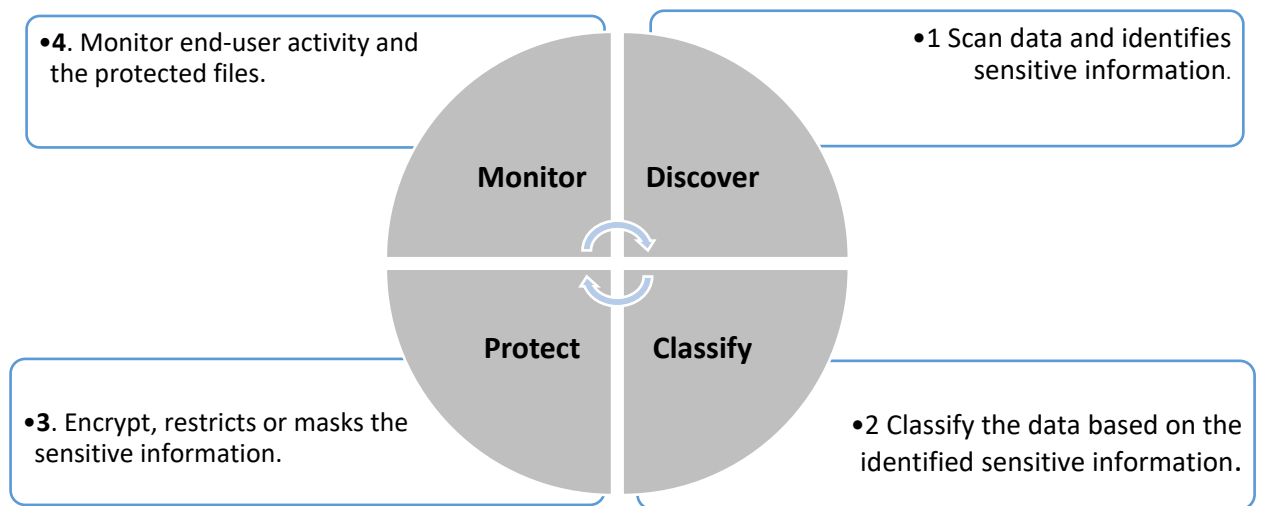 •4. Monitor end-user activity and
the protected files.
•1 Scan data and identifies
sensitive information.
Monitor
Discover
Protect
Classify
•3. Encrypt, restricts or masks the
sensitive information.
•2 Classify the data based on the
identified sensitive information.